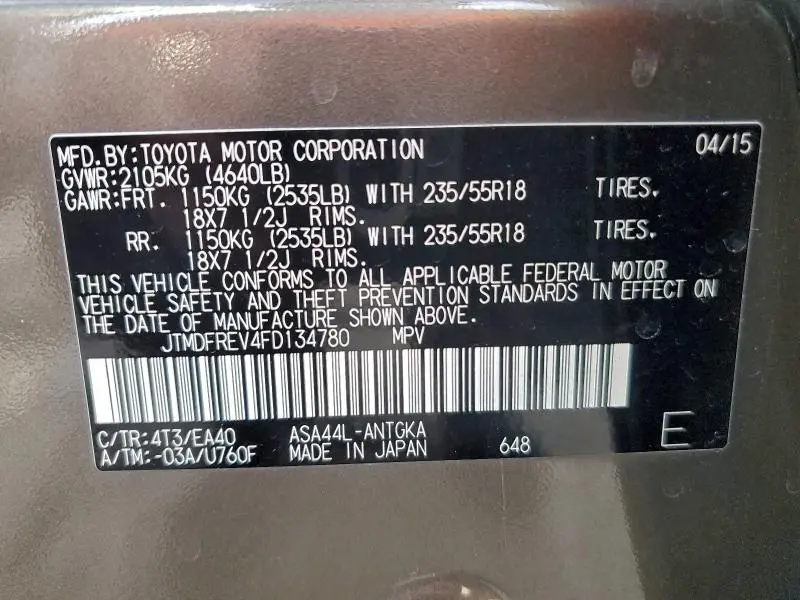 MFD.BY:TOYOTA MOTOR CORPORATION 04/15
GVWR:2105KG (4640LB)
GAWR:FRT. 1150KG (2535LB) WITH 235/55R18 TIRES.
18X7 1/2J RIMS.
RR. 1150KG (2535LB) WITH 235/55R18 TIRES.
18X7 1/2J RIMS.
THIS VEHICLE CONFORMS TO ALL APPLICABLE FEDERAL MOTOR
VEHICLE SAFETY AND THEFT PREVENTION STANDARDS IN EFFECT ON
THE DATE OF MANUFACTURE SHOWN ABOVE.
JTMDFREV4FD134780 MPV
C/TR:4T3/EA40 ASA44L-ANTGKA
A/TM:-03A/U760F MADE IN JAPAN 648 E